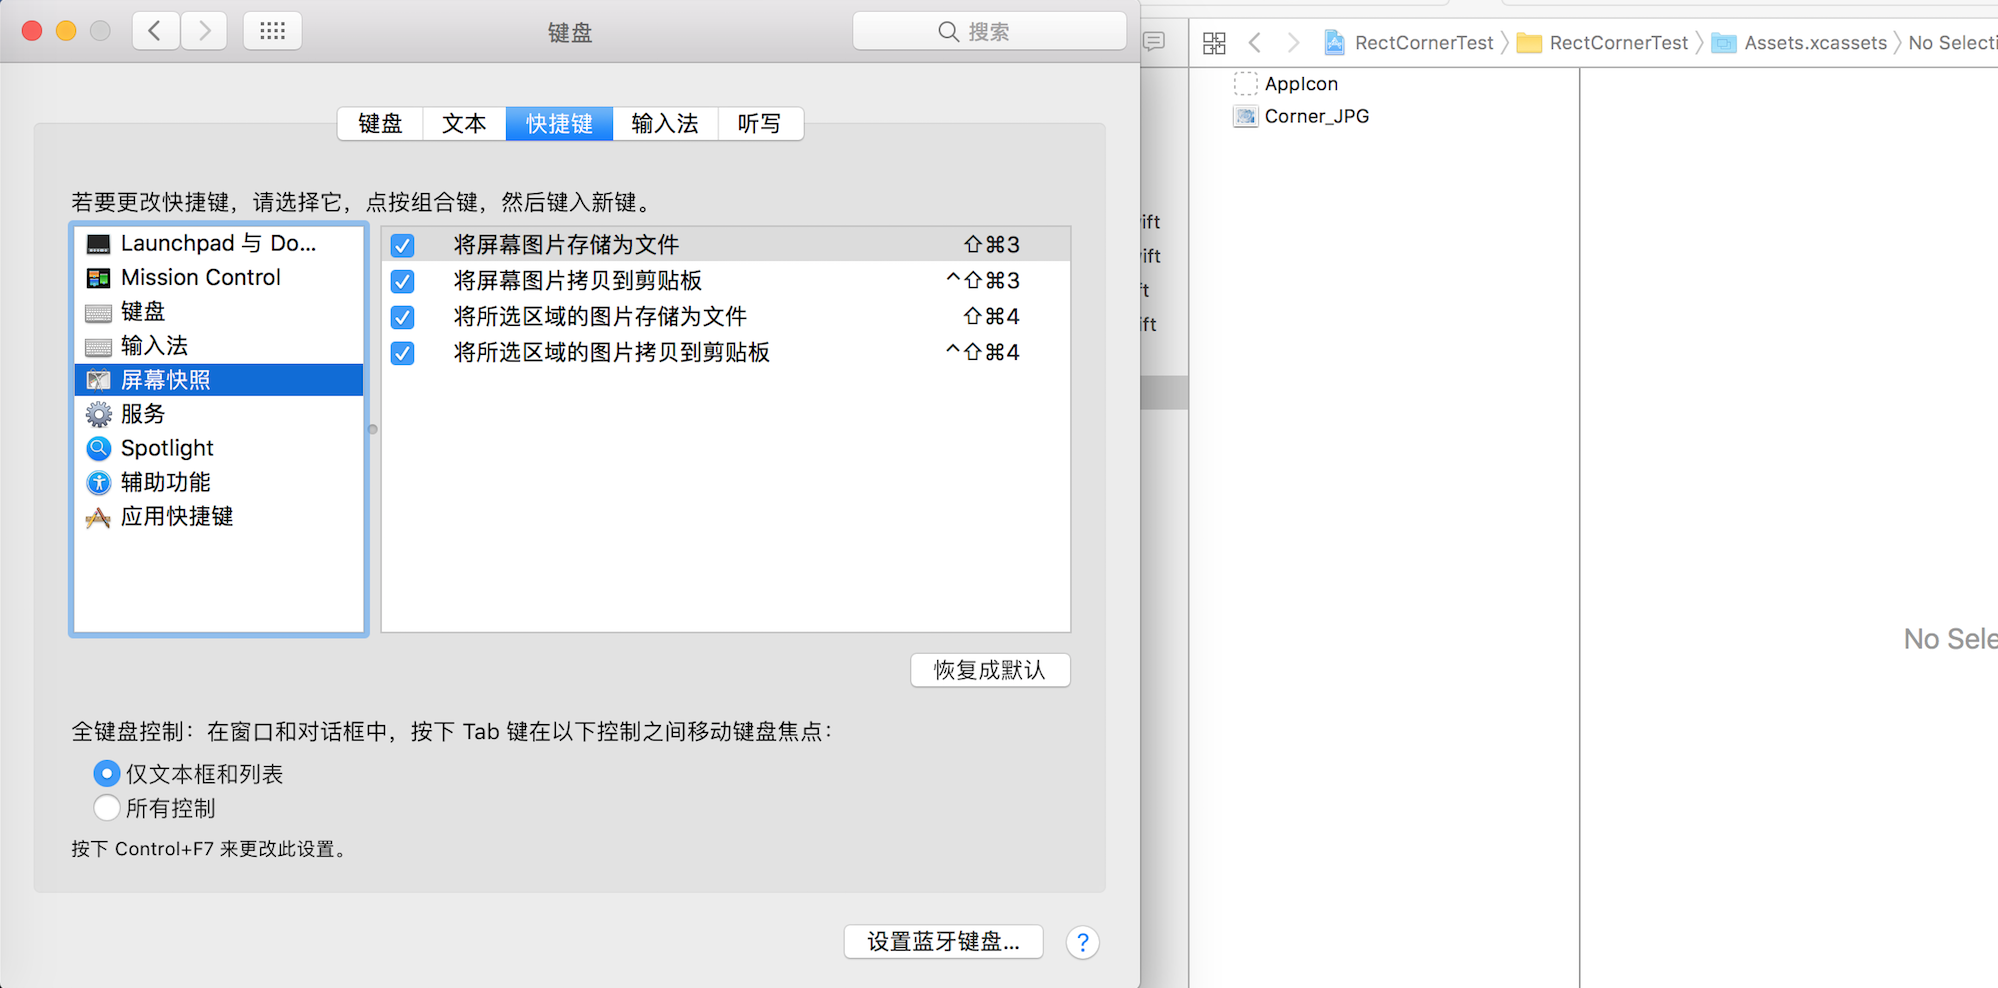 键盘
搜索
键盘 文本 快捷键 输入法 听写
若要更改快捷键，请选择它，点按组合键，然后键入新键。
Launchpad 与 Do...
Mission Control
键盘
输入法
屏幕快照
服务
Spotlight
辅助功能
应用快捷键
将屏幕图片存储为文件 ⇧⌘3
将屏幕图片拷贝到剪贴板 ^⇧⌘3
将所选区域的图片存储为文件 ⇧⌘4
将所选区域的图片拷贝到剪贴板 ^⇧⌘4
恢复成默认
全键盘控制：在窗口和对话框中，按下 Tab 键在以下控制之间移动键盘焦点：
仅文本框和列表
所有控制
按下 Control+F7 来更改此设置。
设置蓝牙键盘...
?
RectCornerTest RectCornerTest Assets.xcassets No Selecti
AppIcon
Corner_JPG
ift
ift
ft
ift
No Sele